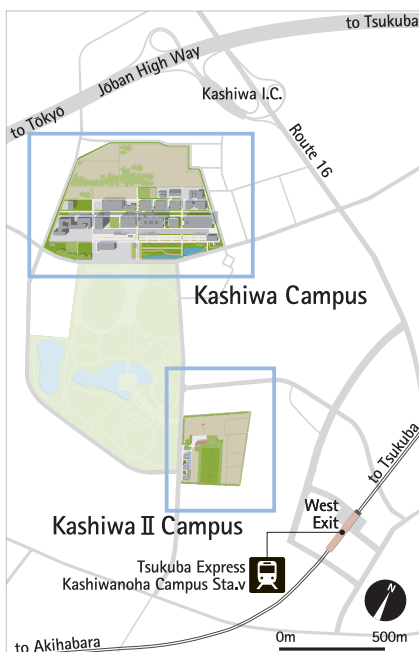 to Tsukuba
Jōban High Way
Kashiwa I.C.
to Tōkyō
Route 16
Kashiwa Campus
to Tsukuba
West
Exit
Kashiwa Ⅱ Campus
Tsukuba Express
Kashiwanoha Campus Sta.v
N
to Akihabara
0m 500m